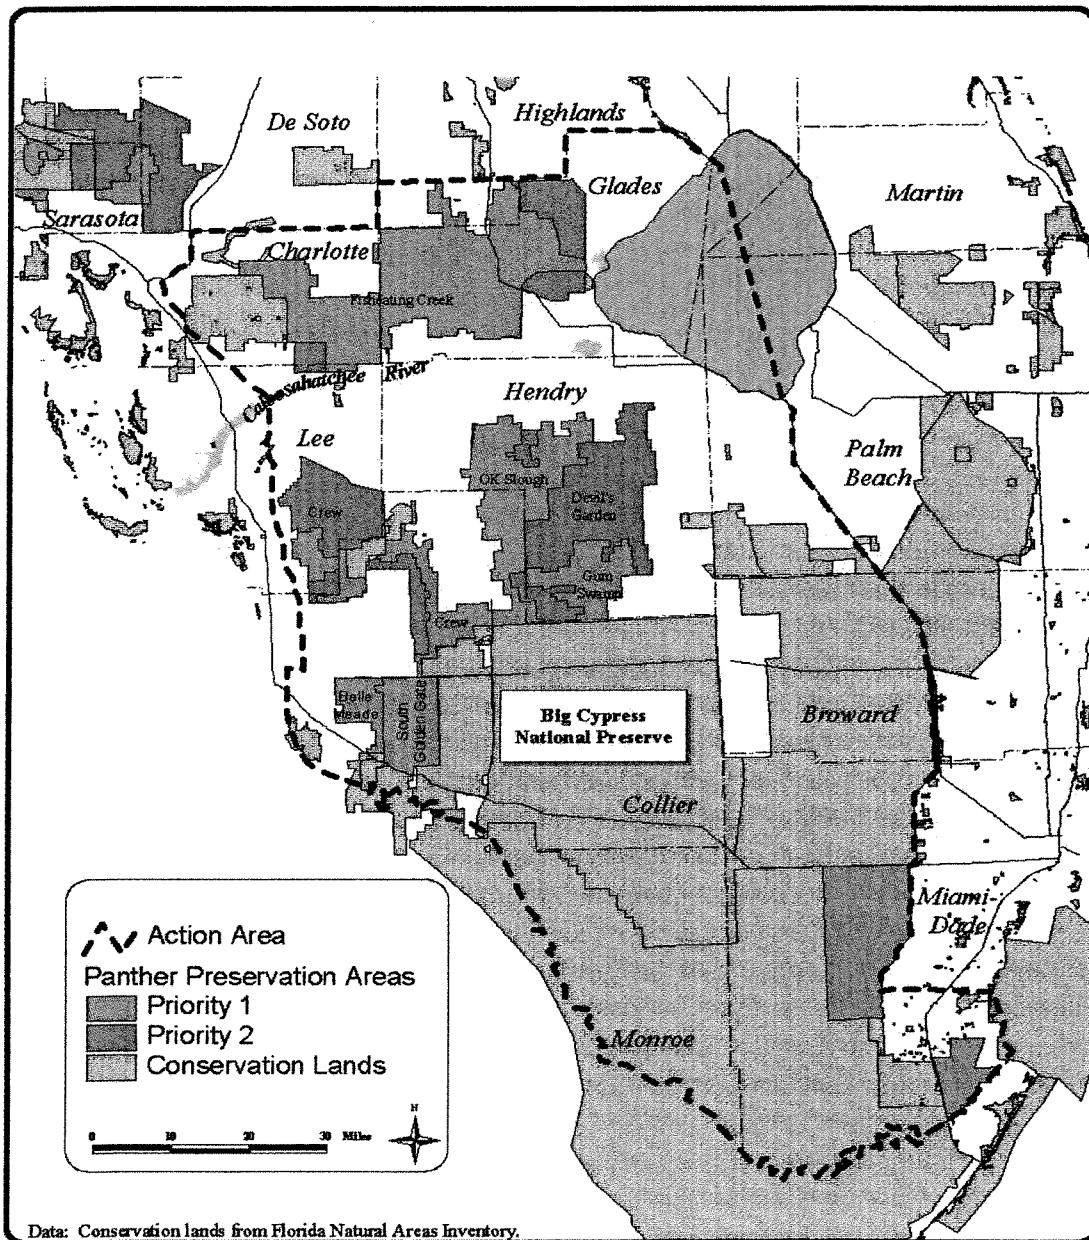 De Soto
Highlands
Glades
Martin
Sarasota
Charlotte
Fisheating Creek
Caloosahatchee River
Hendry
Lee
Palm
Beach
OK Slough
Devil's
Garden
Crew
Gum
Swamp
Crew
Belle
Meade
South
Golden Gate
Big Cypress
National Preserve
Broward
Collier
Miami-
Dade
Monroe
Action Area
Panther Preservation Areas
Priority 1
Priority 2
Conservation Lands
N
0 10 20 30 Miles
Data: Conservation lands from Florida Natural Areas Inventory.